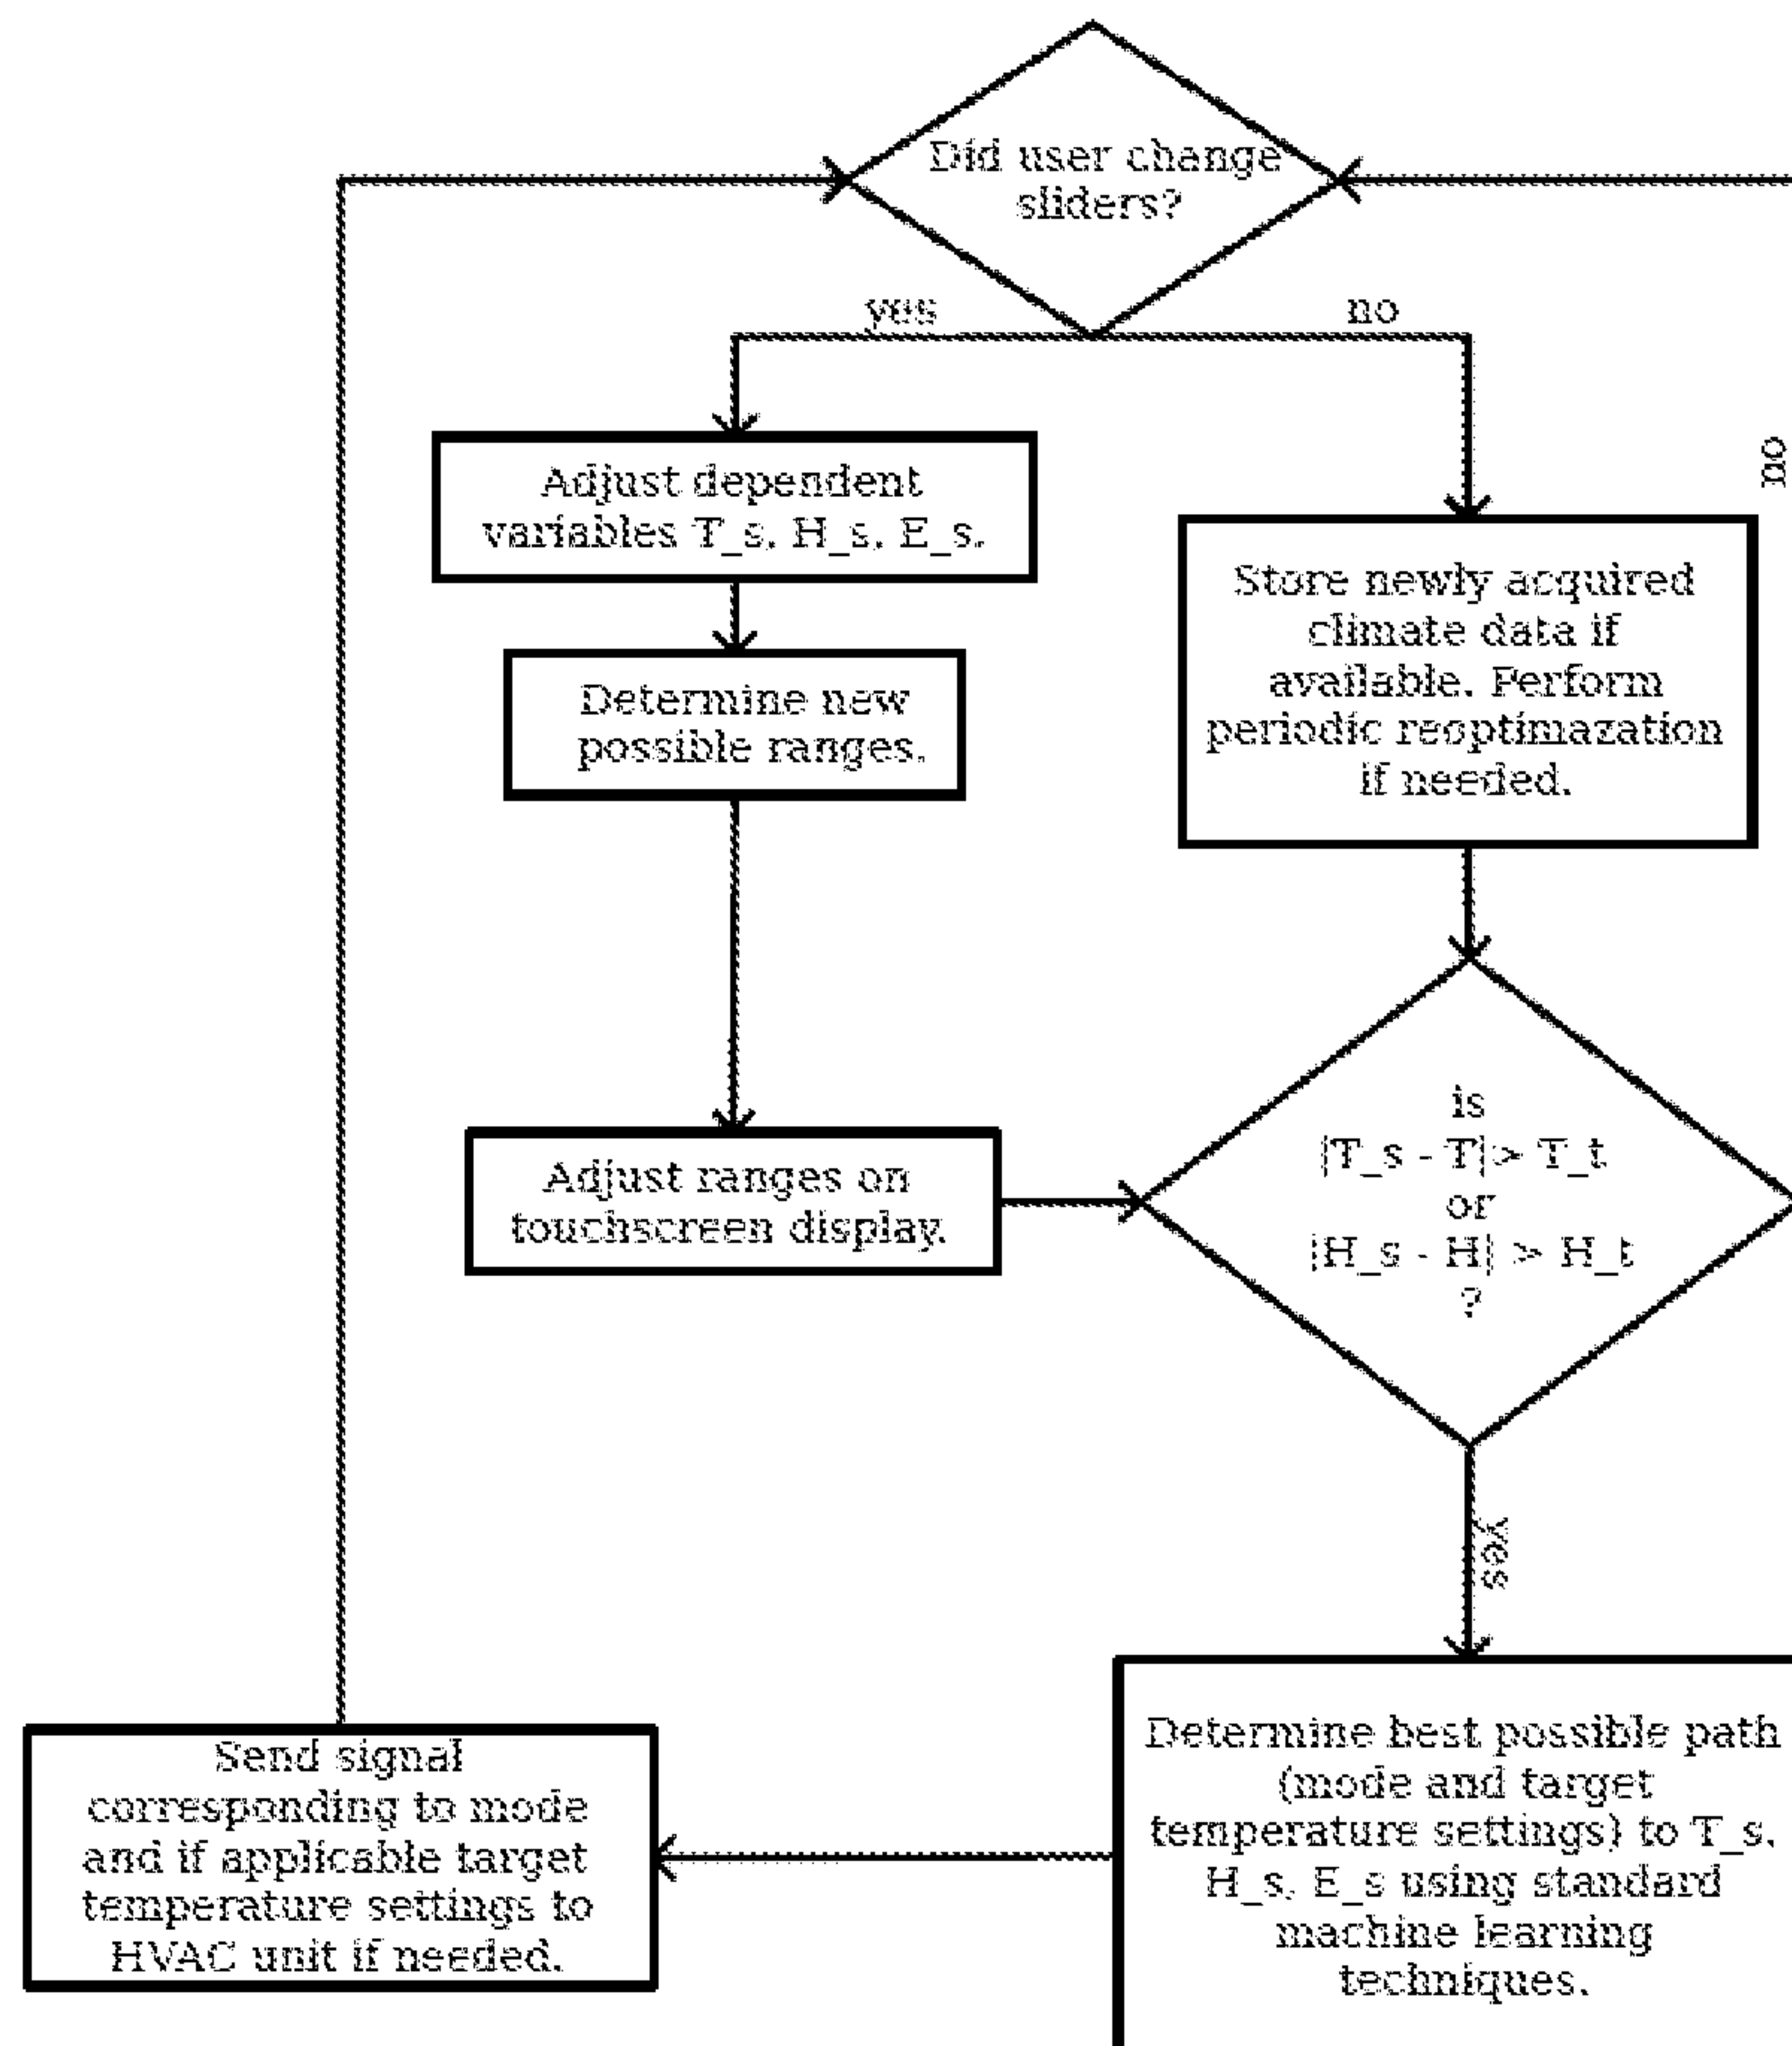 Did user change
sliders?
yes
no
no
Adjust dependent
variables T_s, H_s, E_s.
Determine new
possible ranges.
Store newly acquired
climate data if
available. Perform
periodic reoptimazation
if needed.
Adjust ranges on
touchscreen display.
is
|T_s - T|> T_t
or
|H_s - H| > H_t
?
yes
Determine best possible path
(mode and target
temperature settings) to T_s,
H_s, E_s using standard
machine learning
techniques.
Send signal
corresponding to mode
and if applicable target
temperature settings to
HVAC unit if needed.